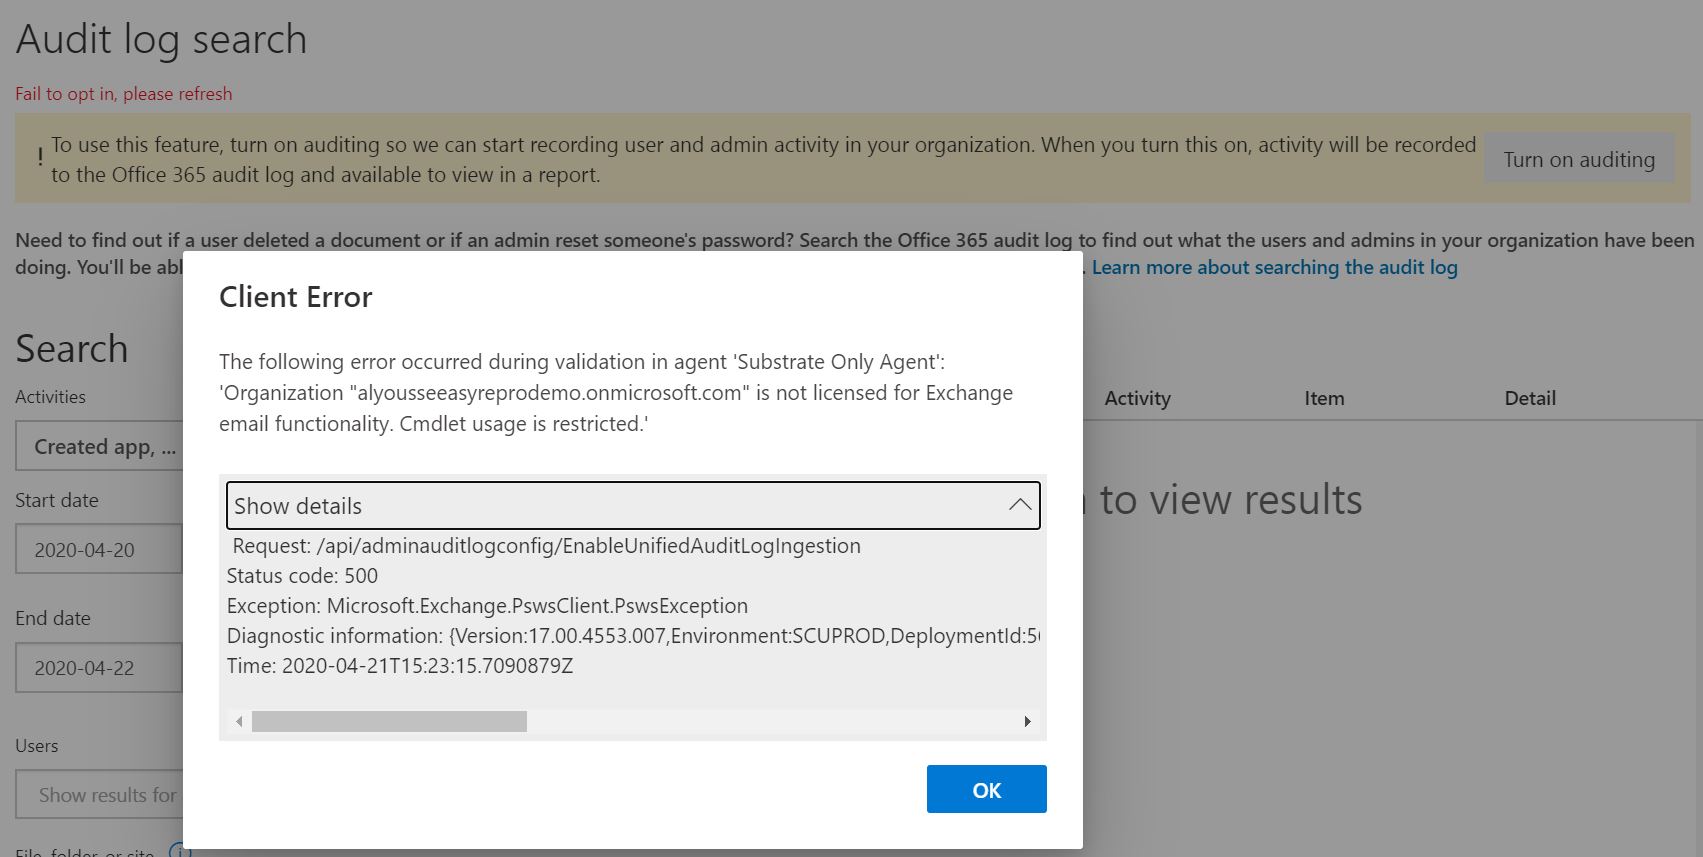 Audit log search
Fail to opt in, please refresh
! To use this feature, turn on auditing so we can start recording user and admin activity in your organization. When you turn this on, activity will be recorded
to the Office 365 audit log and available to view in a report.
Turn on auditing
Need to find out if a user deleted a document or if an admin reset someone's password? Search the Office 365 audit log to find out what the users and admins in your organization have been
doing. You'll be . Learn more about searching the audit log
Client Error
The following error occurred during validation in agent 'Substrate Only Agent':
'Organization "alyousseeasyreprodemo.onmicrosoft.com" is not licensed for Exchange
email functionality. Cmdlet usage is restricted.'
Show details
Request: /api/adminauditlogconfig/EnableUnifiedAuditLogIngestion
Status code: 500
Exception: Microsoft.Exchange.PswsClient.PswsException
Diagnostic information: {Version:17.00.4553.007,Environment:SCUPROD,DeploymentId:5
Time: 2020-04-21T15:23:15.7090879Z
OK
Search
Activities
Created app, ...
Start date
2020-04-20
End date
2020-04-22
Users
Show results for
File, folder, or site
Activity
Item
Detail
to view results